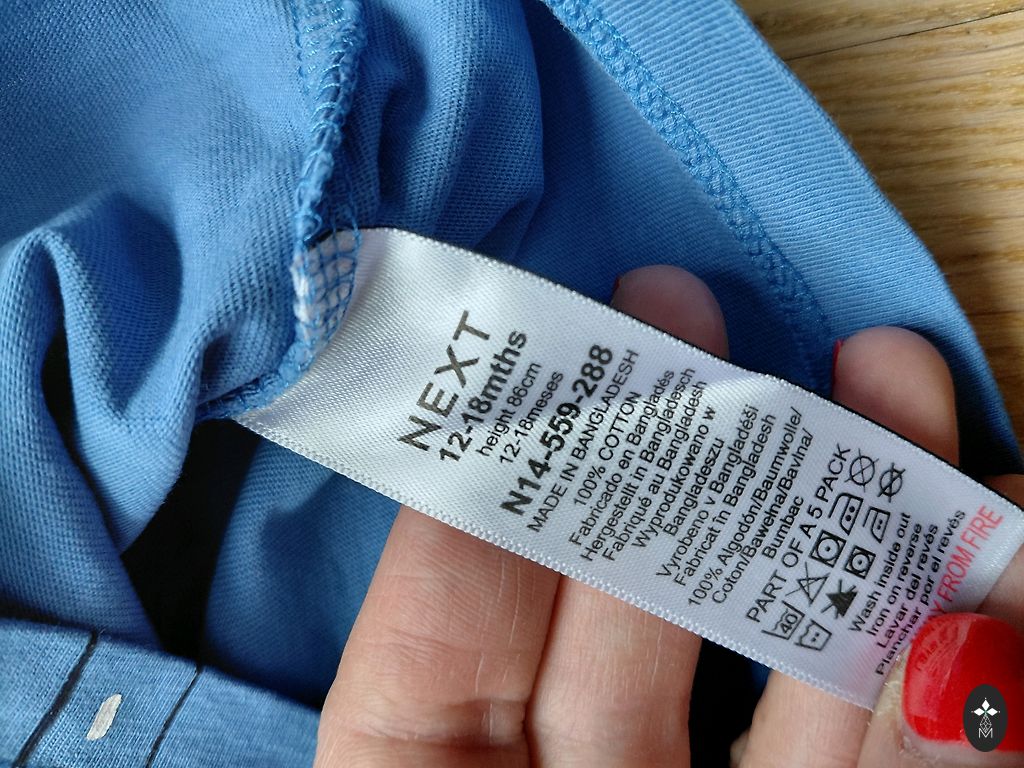 NEXT
12-18mths
height 86cm
12-18meses
N14-559-288
MADE IN BANGLADESH
100% COTTON
Fabricado en Bangladés
Hergestellt in Bangladesch
Fabriqué au Bangladesh
Wyprodukowano w
Bangladeszu
Vyrobeno v Bangladéši
Fabricat in Bangladesh
100% Algodón/Baumwolle/
Coton/Bawełna/Bavlna/
Bumbac
PART OF A 5 PACK
40
Wash inside out
Iron on reverse
Lavar del revés
Planchar por el revés
FROM FIRE
M